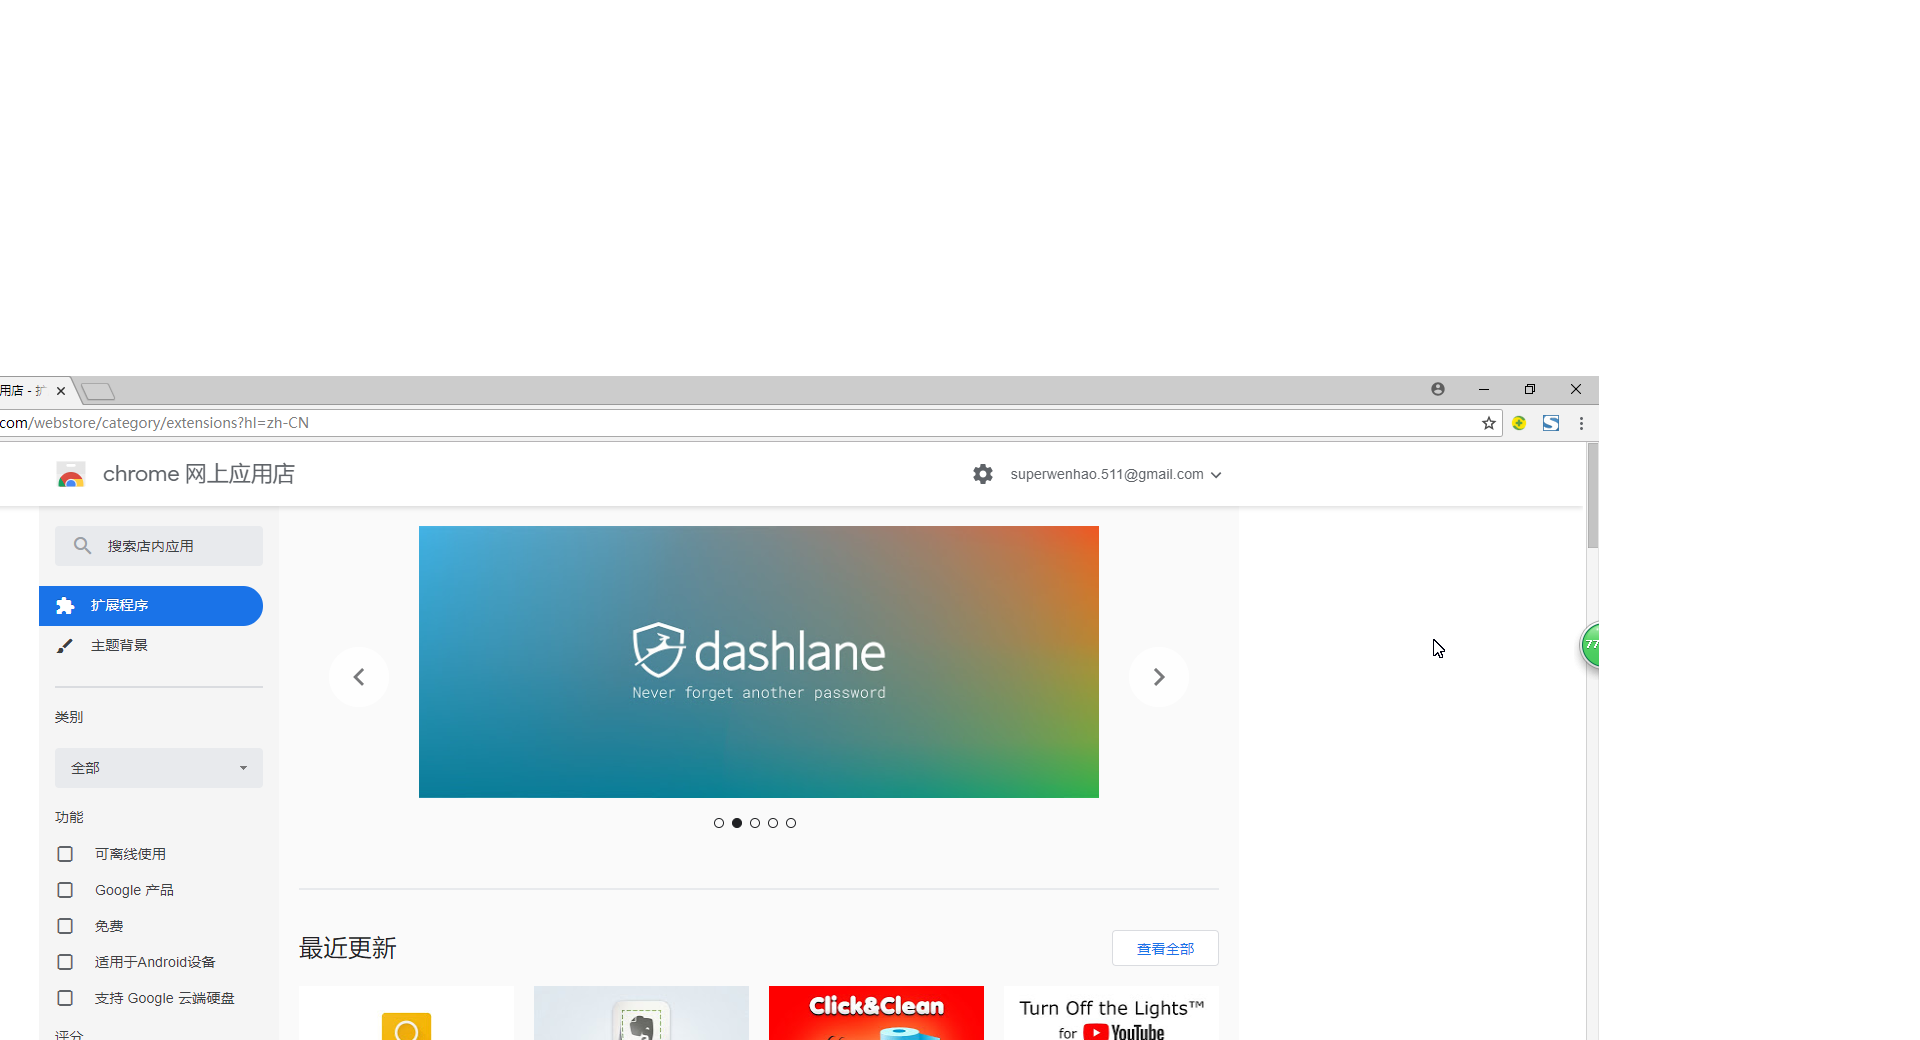 用店 - 扩
com/webstore/category/extensions?hl=zh-CN
chrome 网上应用店
superwenhao.511@gmail.com
搜索店内应用
扩展程序
主题背景
类别
全部
功能
可离线使用
Google 产品
免费
适用于Android设备
支持 Google 云端硬盘
评分
dashlane
Never forget another password
77
最近更新
查看全部
Click&Clean
Turn Off the Lights™
for YouTube